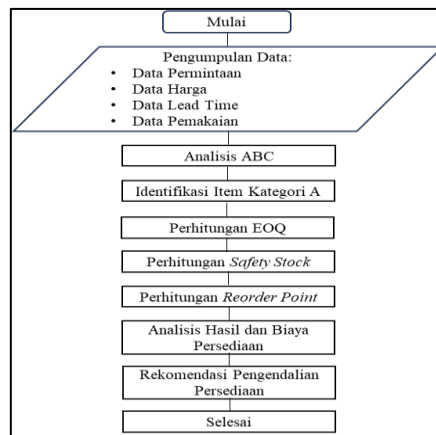 Mulai
Pengumpulan Data:
• Data Permintaan
• Data Harga
• Data Lead Time
• Data Pemakaian
Analisis ABC
Identifikasi Item Kategori A
Perhitungan EOQ
Perhitungan Safety Stock
Perhitungan Reorder Point
Analisis Hasil dan Biaya
Persediaan
Rekomendasi Pengendalian
Persediaan
Selesai